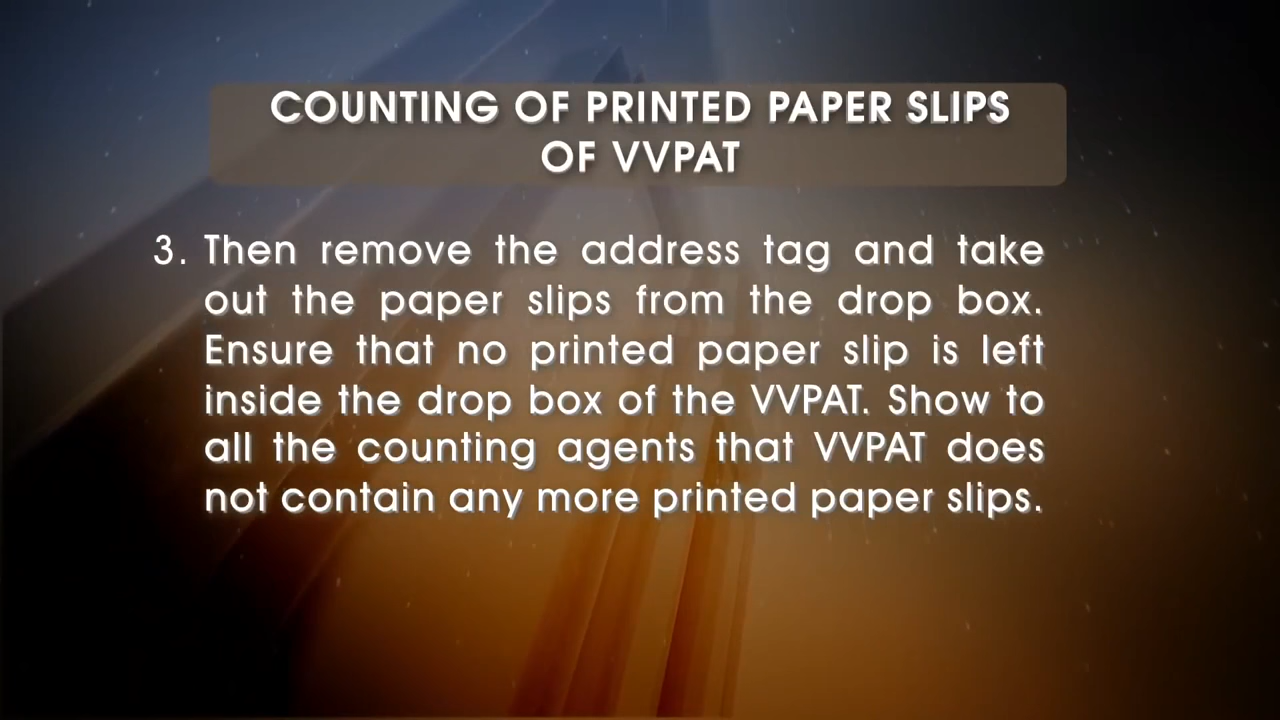 COUNTING OF PRINTED PAPER SLIPS
OF VVPAT
3. Then remove the address tag and take
out the paper slips from the drop box.
Ensure that no printed paper slip is left
inside the drop box of the VVPAT. Show to
all the counting agents that VVPAT does
not contain any more printed paper slips.